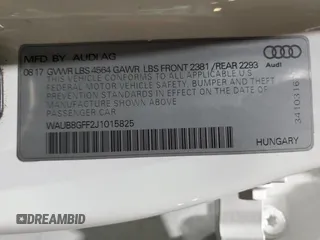 MFD BY: AUDI AG
08.17 GVWR LBS 4564 GAWR LBS FRONT 2381 / REAR 2293
THIS VEHICLE CONFORMS TO ALL APPLICABLE
FEDERAL MOTOR VEHICLE SAFETY, BUMPER AND THEFT
PREVENTION STANDARDS IN EFFECT ON THE DATE OF
MANUFACTURE SHOWN ABOVE
PASSENGER CAR
Audi
WAUB8GFF2J1015825
HUNGARY
3410316
DREAMBID